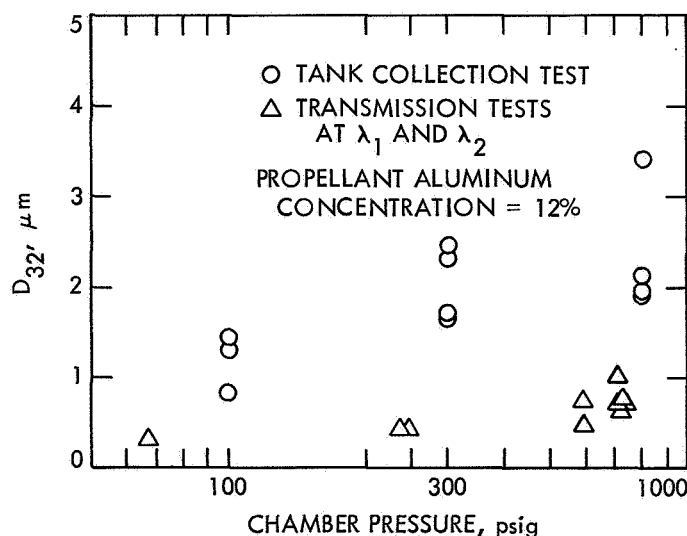 5
4
3
2
1
0
D32, μm
○ TANK COLLECTION TEST
△ TRANSMISSION TESTS
AT λ1 AND λ2
PROPELLANT ALUMINUM
CONCENTRATION = 12%
100
300
1000
CHAMBER PRESSURE, psig